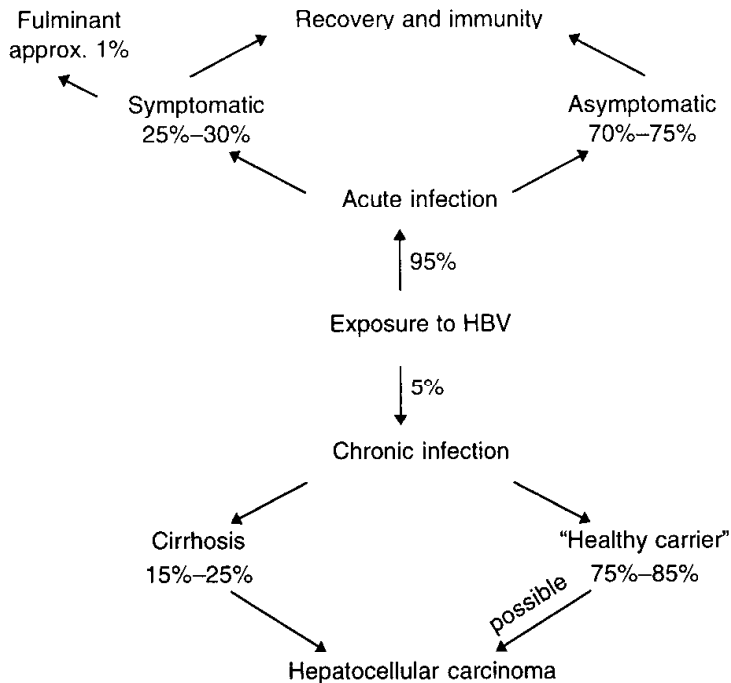 Fulminant
approx. 1%
Recovery and immunity
Symptomatic
25%–30%
Asymptomatic
70%–75%
Acute infection
95%
Exposure to HBV
5%
Chronic infection
Cirrhosis
15%–25%
“Healthy carrier”
75%–85%
possible
Hepatocellular carcinoma